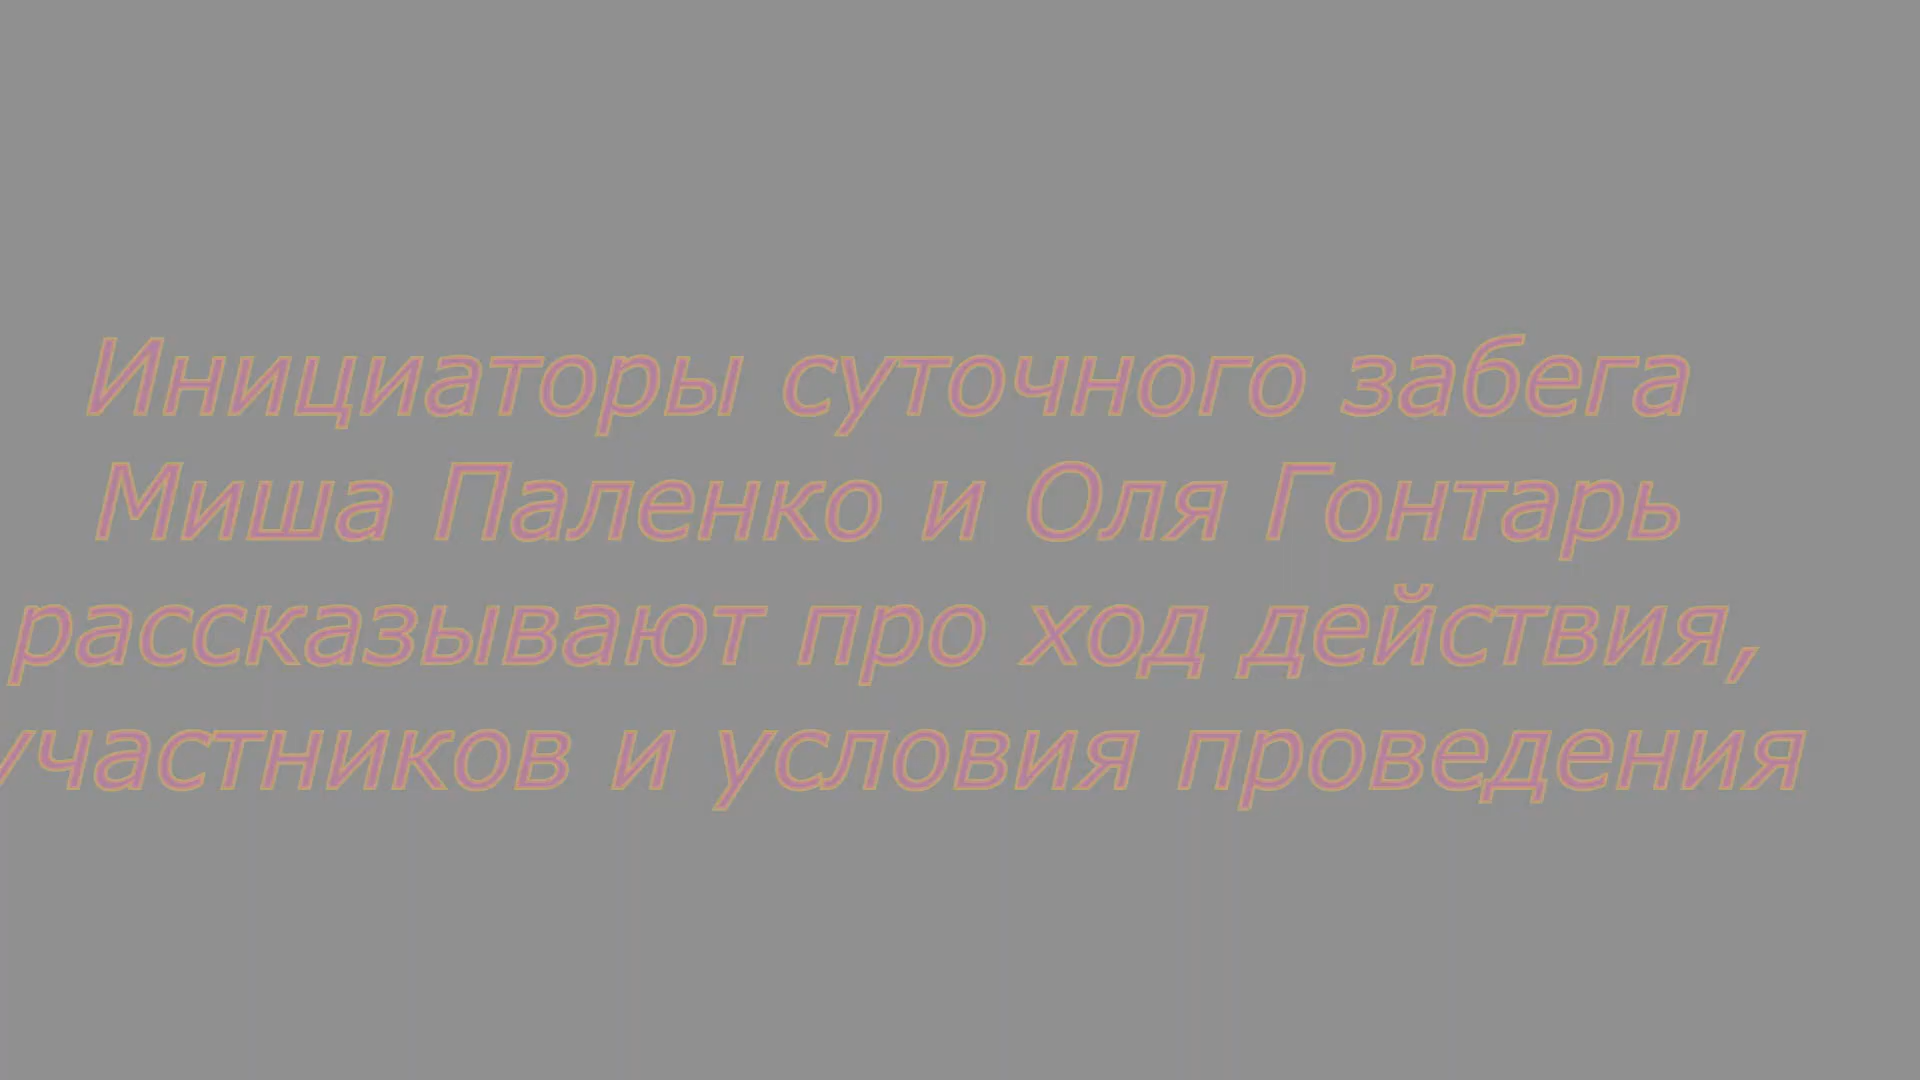 Инициаторы суточного забега
Миша Паленко и Оля Гонтарь
рассказывают про ход действия,
участников и условия проведения